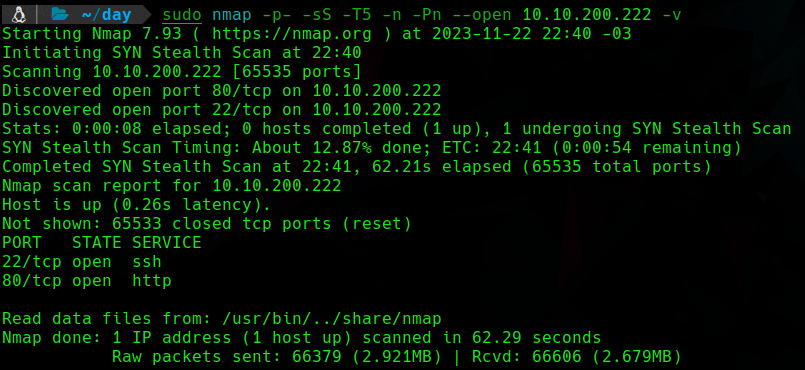 ~/day sudo nmap -p- -sS -T5 -n -Pn --open 10.10.200.222 -v
Starting Nmap 7.93 ( https://nmap.org ) at 2023-11-22 22:40 -03
Initiating SYN Stealth Scan at 22:40
Scanning 10.10.200.222 [65535 ports]
Discovered open port 80/tcp on 10.10.200.222
Discovered open port 22/tcp on 10.10.200.222
Stats: 0:00:08 elapsed; 0 hosts completed (1 up), 1 undergoing SYN Stealth Scan
SYN Stealth Scan Timing: About 12.87% done; ETC: 22:41 (0:00:54 remaining)
Completed SYN Stealth Scan at 22:41, 62.21s elapsed (65535 total ports)
Nmap scan report for 10.10.200.222
Host is up (0.26s latency).
Not shown: 65533 closed tcp ports (reset)
PORT   STATE SERVICE
22/tcp open  ssh
80/tcp open  http

Read data files from: /usr/bin/../share/nmap
Nmap done: 1 IP address (1 host up) scanned in 62.29 seconds
           Raw packets sent: 66379 (2.921MB) | Rcvd: 66606 (2.679MB)